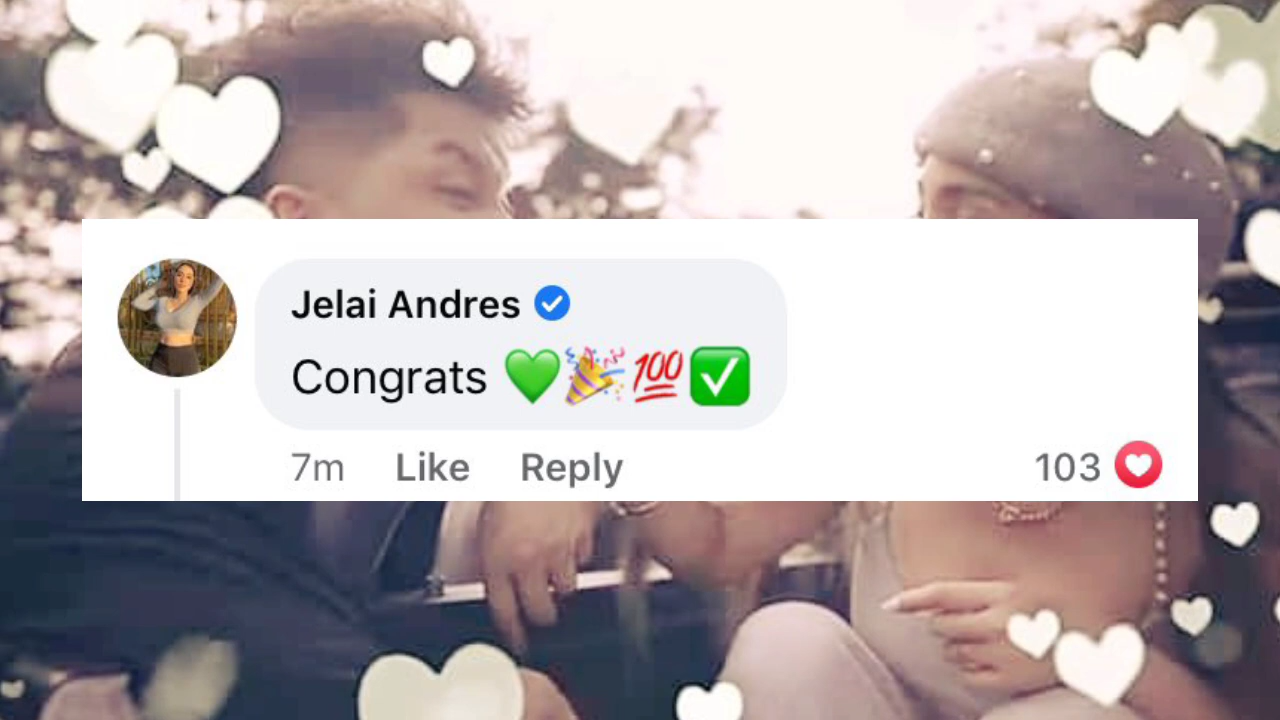 Jelai Andres
Congrats 💚🎉💯✅
7m Like Reply 103